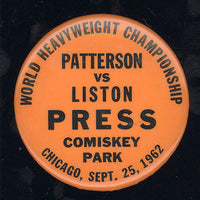 WORLD HEAVYWEIGHT CHAMPIONSHIP
PATTERSON
VS
LISTON
PRESS
COMISKEY
PARK
CHICAGO, SEPT. 25, 1962